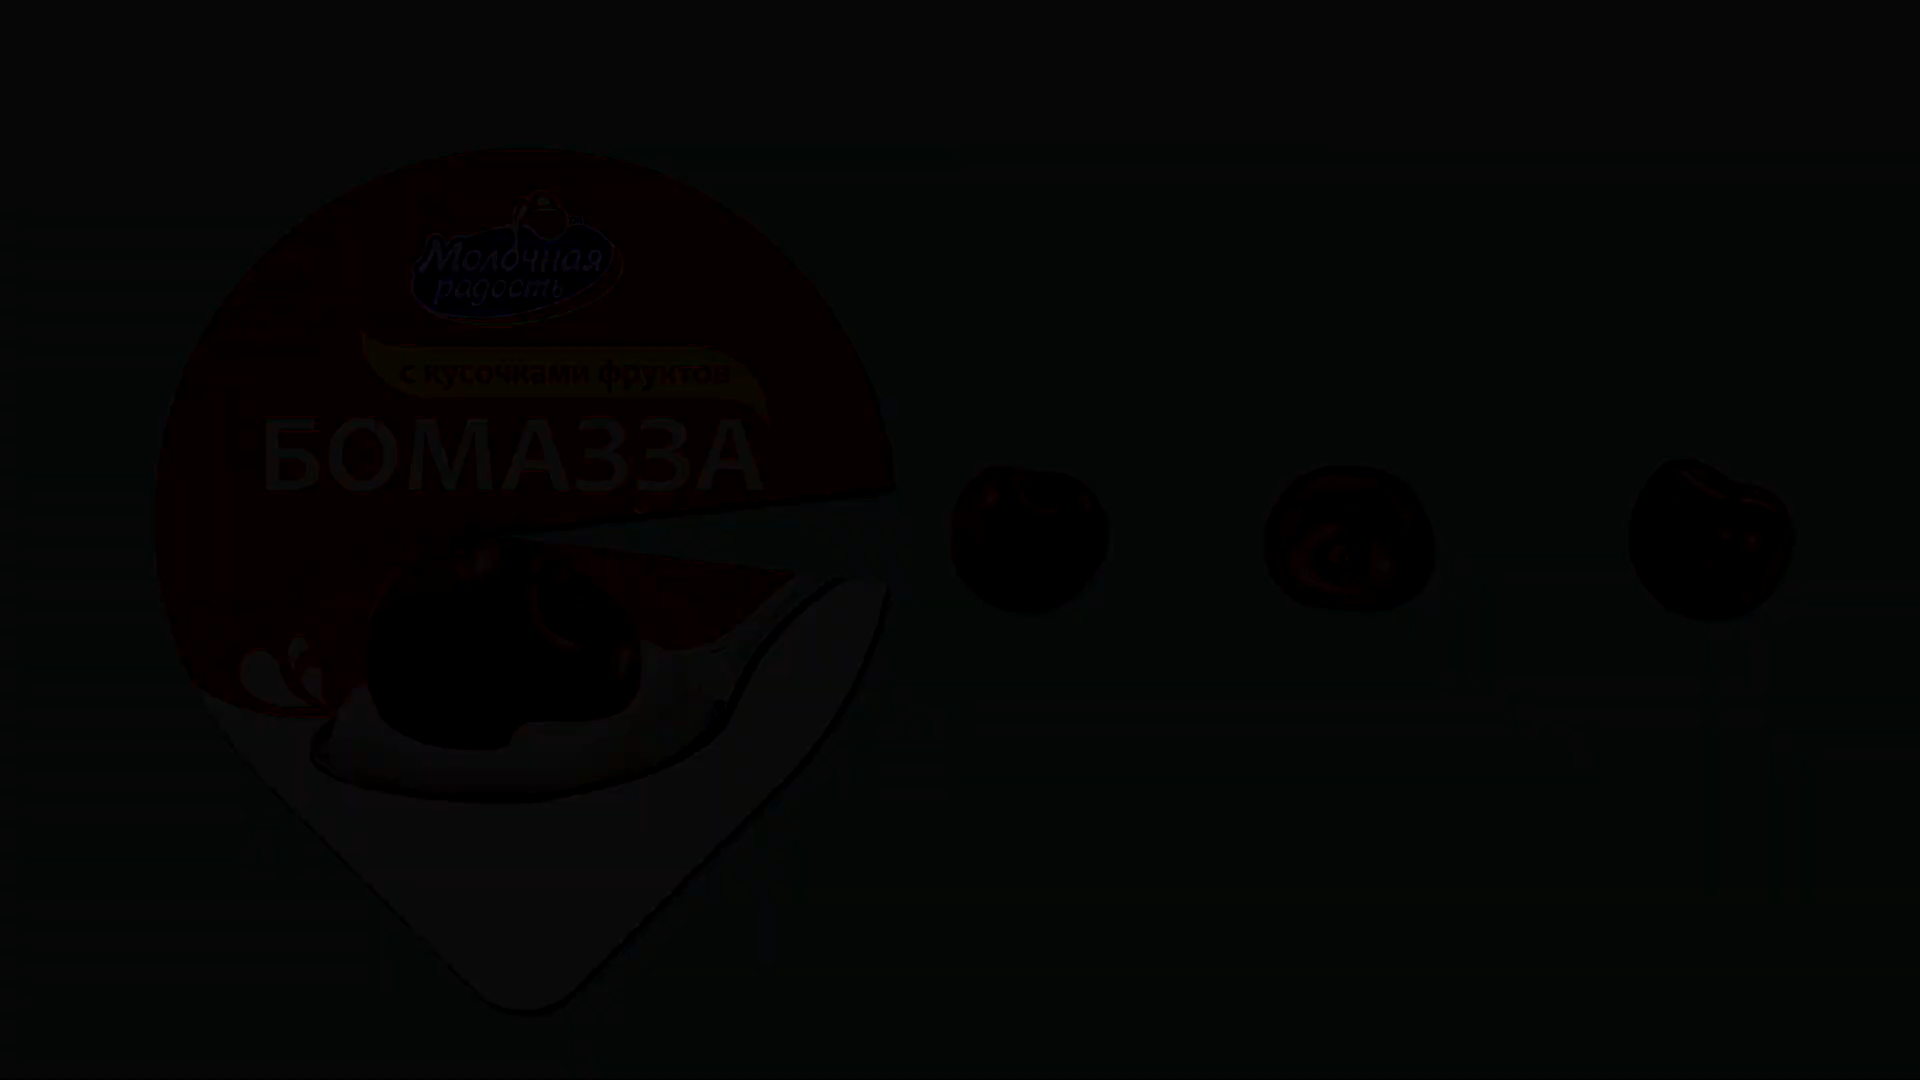 Молочная
радость
с кусочками фруктов
БОМАЗЗА